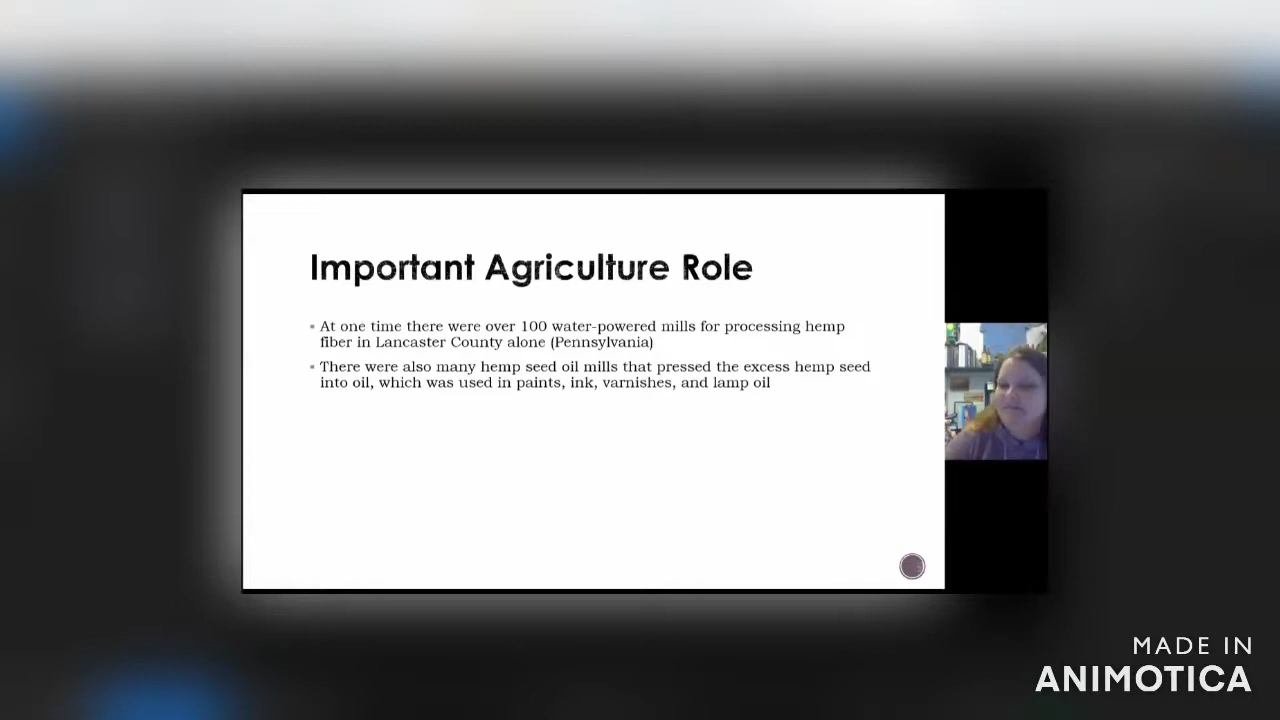 Important Agriculture Role
At one time there were over 100 water-powered mills for processing hemp
fiber in Lancaster County alone (Pennsylvania)
There were also many hemp seed oil mills that pressed the excess hemp seed
into oil, which was used in paints, ink, varnishes, and lamp oil
MADE IN
ANIMOTICA